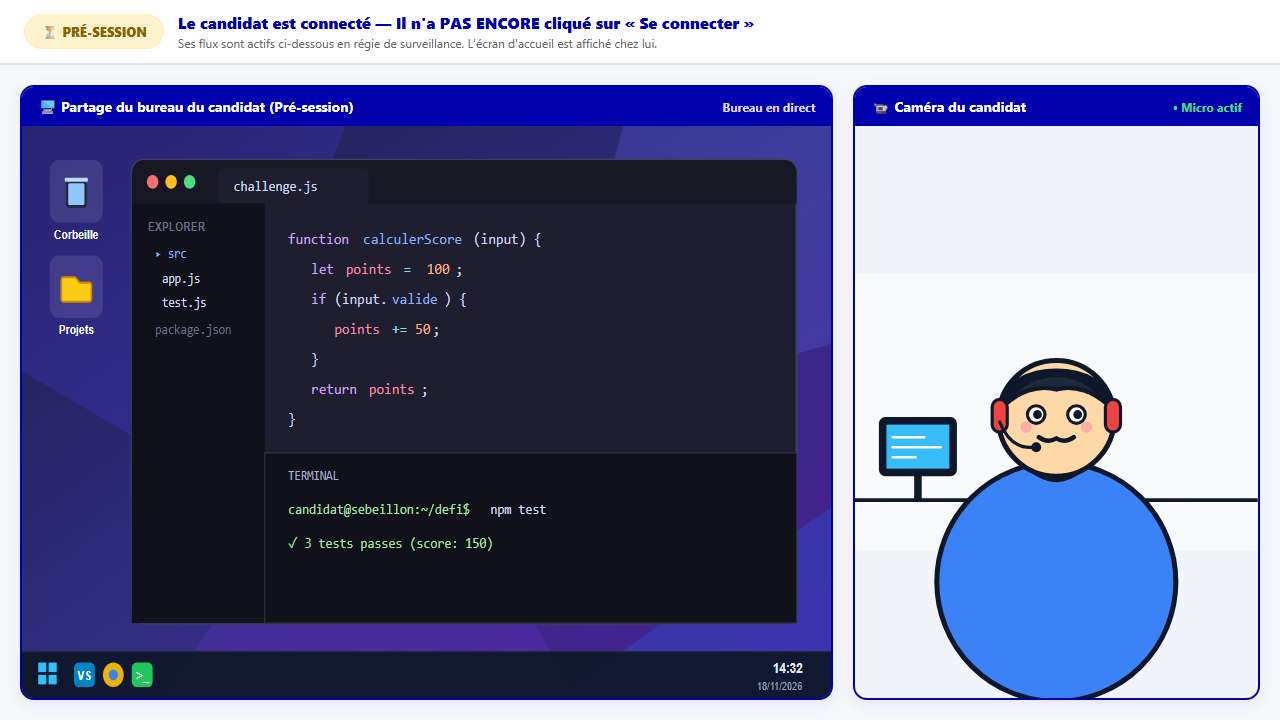 ⏳ PRÉ-SESSION
Le candidat est connecté — Il n'a PAS ENCORE cliqué sur « Se connecter »
Ses flux sont actifs ci-dessous en régie de surveillance. L'écran d'accueil est affiché chez lui.
Partage du bureau du candidat (Pré-session)
Bureau en direct
Corbeille
Projets
challenge.js
EXPLORER
▸ src
app.js
test.js
package.json
function calculerScore (input) {
let points = 100 ;
if (input. valide ) {
points += 50;
}
return points ;
}
TERMINAL
candidat@sebeillon:~/defi$ npm test
✓ 3 tests passes (score: 150)
VS
>_
14:32
18/11/2026
Caméra du candidat
• Micro actif